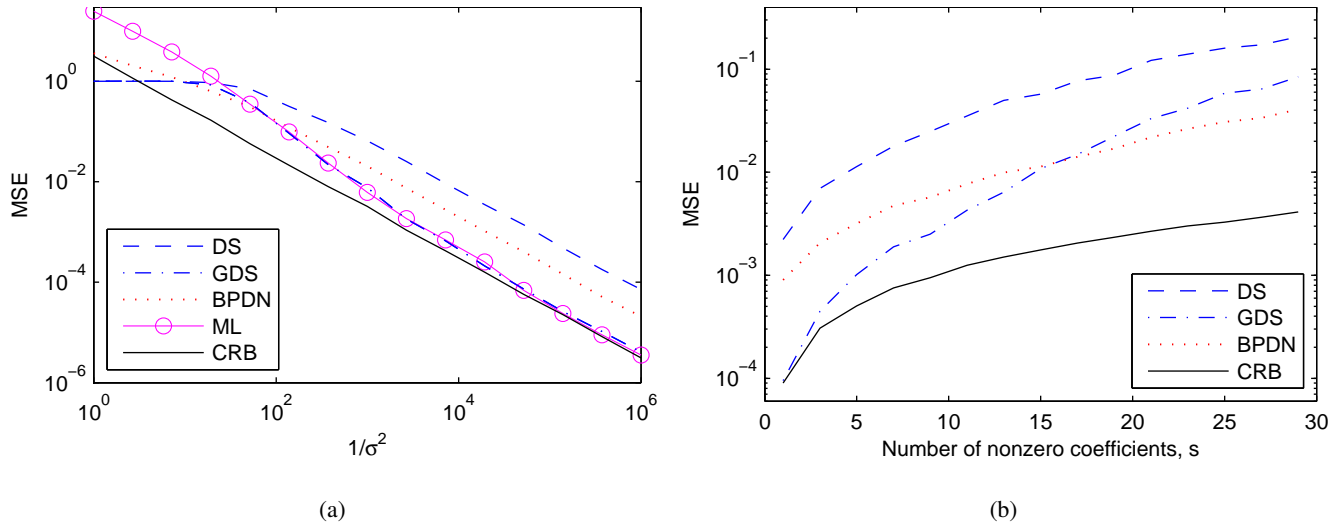 MSE
10^0
10^-2
10^-4
10^-6
DS
GDS
BPDN
ML
CRB
10^0 10^2 10^4 10^6
1/σ^2
(a)
MSE
10^-1
10^-2
10^-3
10^-4
DS
GDS
BPDN
CRB
0 5 10 15 20 25 30
Number of nonzero coefficients, s
(b)